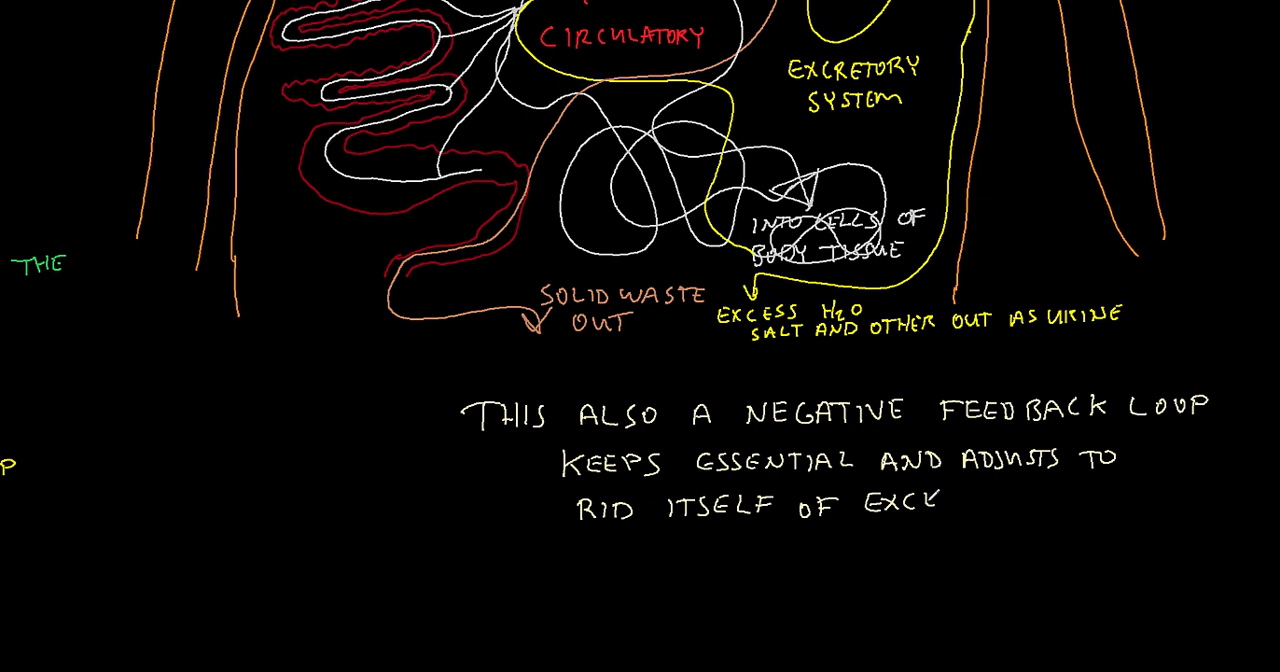 CIRCULATORY
EXCRETORY
SYSTEM
INTO CELLS OF
BODY TISSUE
THE
SOLID WASTE
OUT
EXCESS H2O
SALT AND OTHER OUT AS URINE
THIS ALSO A NEGATIVE FEEDBACK LOOP
P
KEEPS ESSENTIAL AND ADJUSTS TO
RID ITSELF OF EXCE